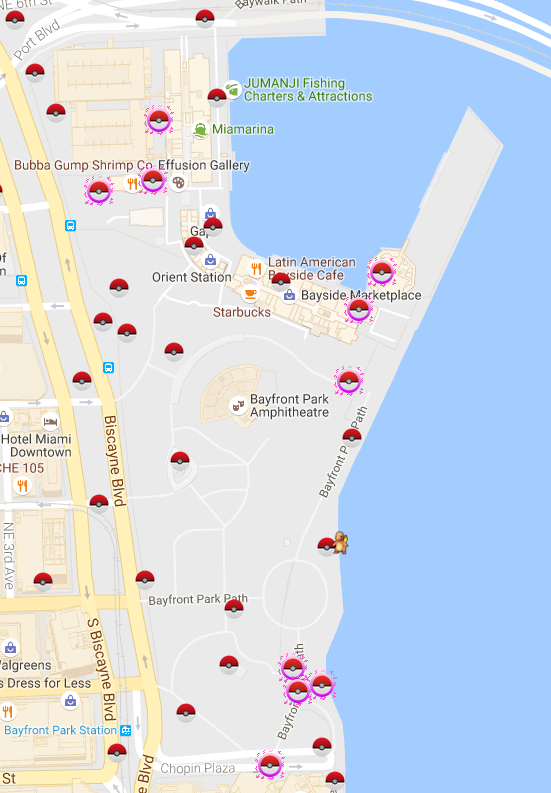 NE 6th St
Baywalk Path
Port Blvd
JUMANJI Fishing
Charters & Attractions
Miamarina
Bubba Gump Shrimp Co
Effusion Gallery
Gap
Latin American
Bayside Cafe
Orient Station
Bayside Marketplace
Starbucks
Bayfront Park
Amphitheatre
Hotel Miami
Downtown
CHE 105
Biscayne Blvd
Bayfront Park Path
NE 3rd Ave
Bayfront Park Path
S Biscayne Blvd
algreens
s Dress for Less
Bayfront Park Station
Chopin Plaza
St
e Blvd